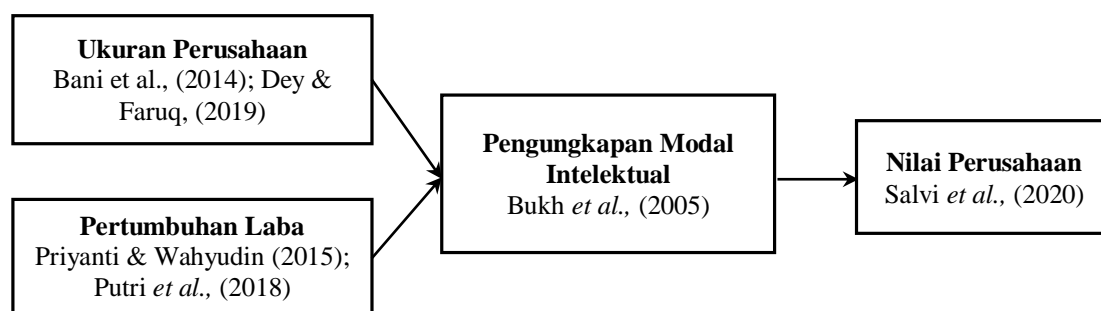 Ukuran Perusahaan
Bani et al., (2014); Dey &
Faruq, (2019)
Pertumbuhan Laba
Priyanti & Wahyudin (2015);
Putri et al., (2018)
Pengungkapan Modal
Intelektual
Bukh et al., (2005)
Nilai Perusahaan
Salvi et al., (2020)